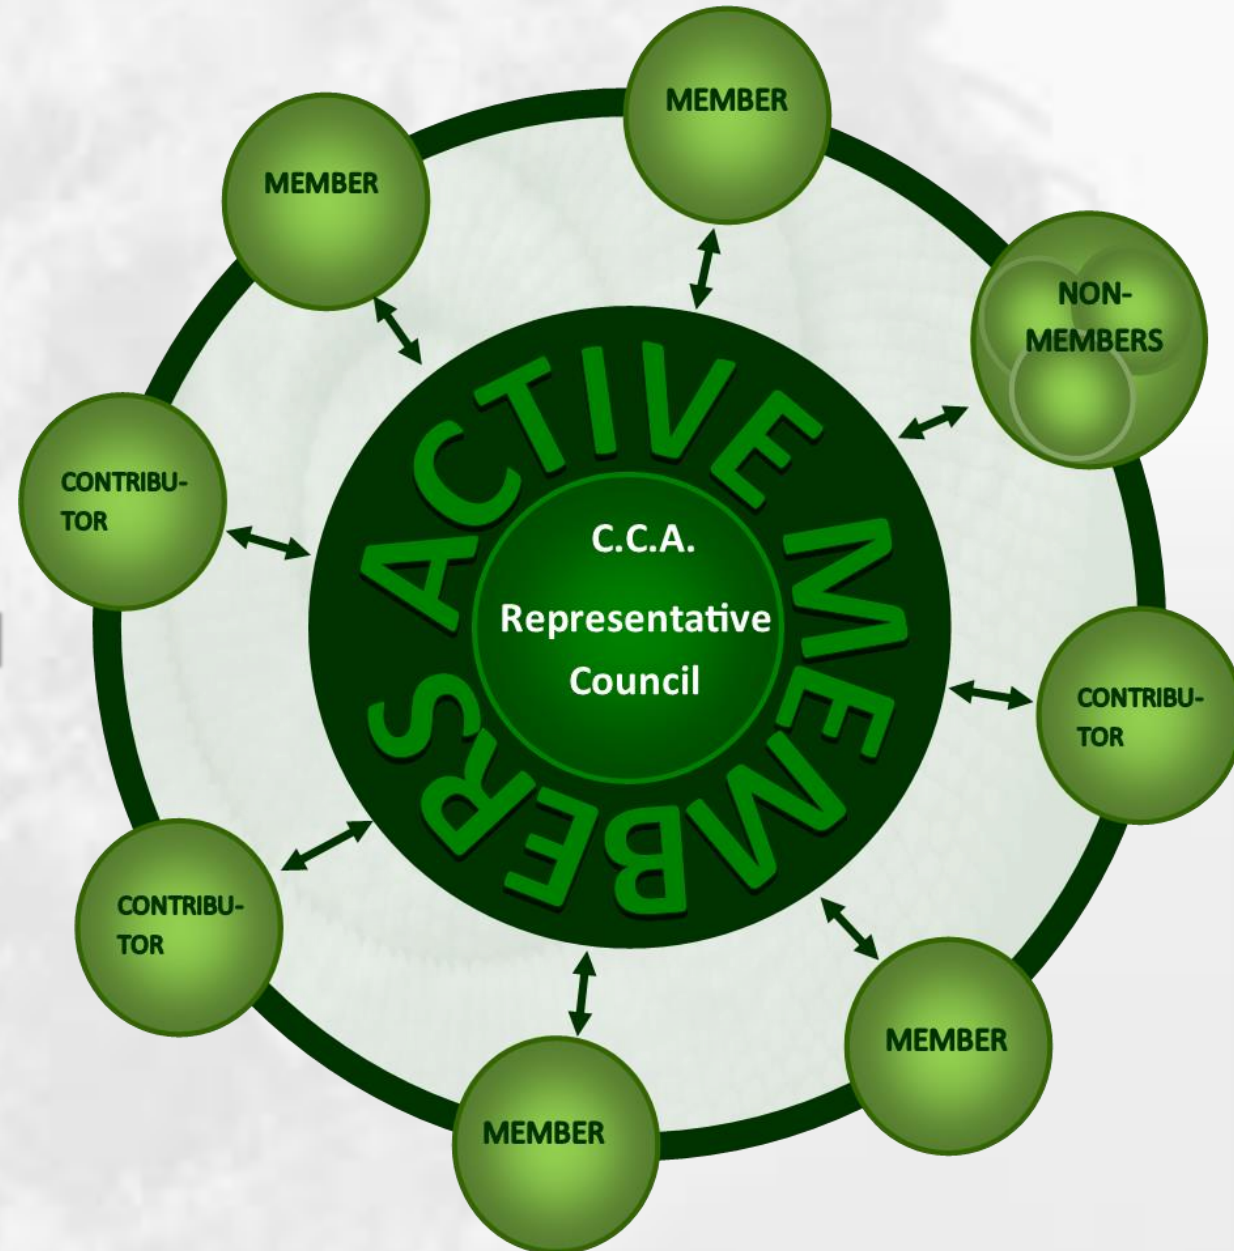 MEMBER
MEMBER
NON-
MEMBERS
CONTRIBU-
TOR
ACTIVE MEMBERS
C.C.A.
Representative
Council
CONTRIBU-
TOR
CONTRIBU-
TOR
MEMBER
MEMBER